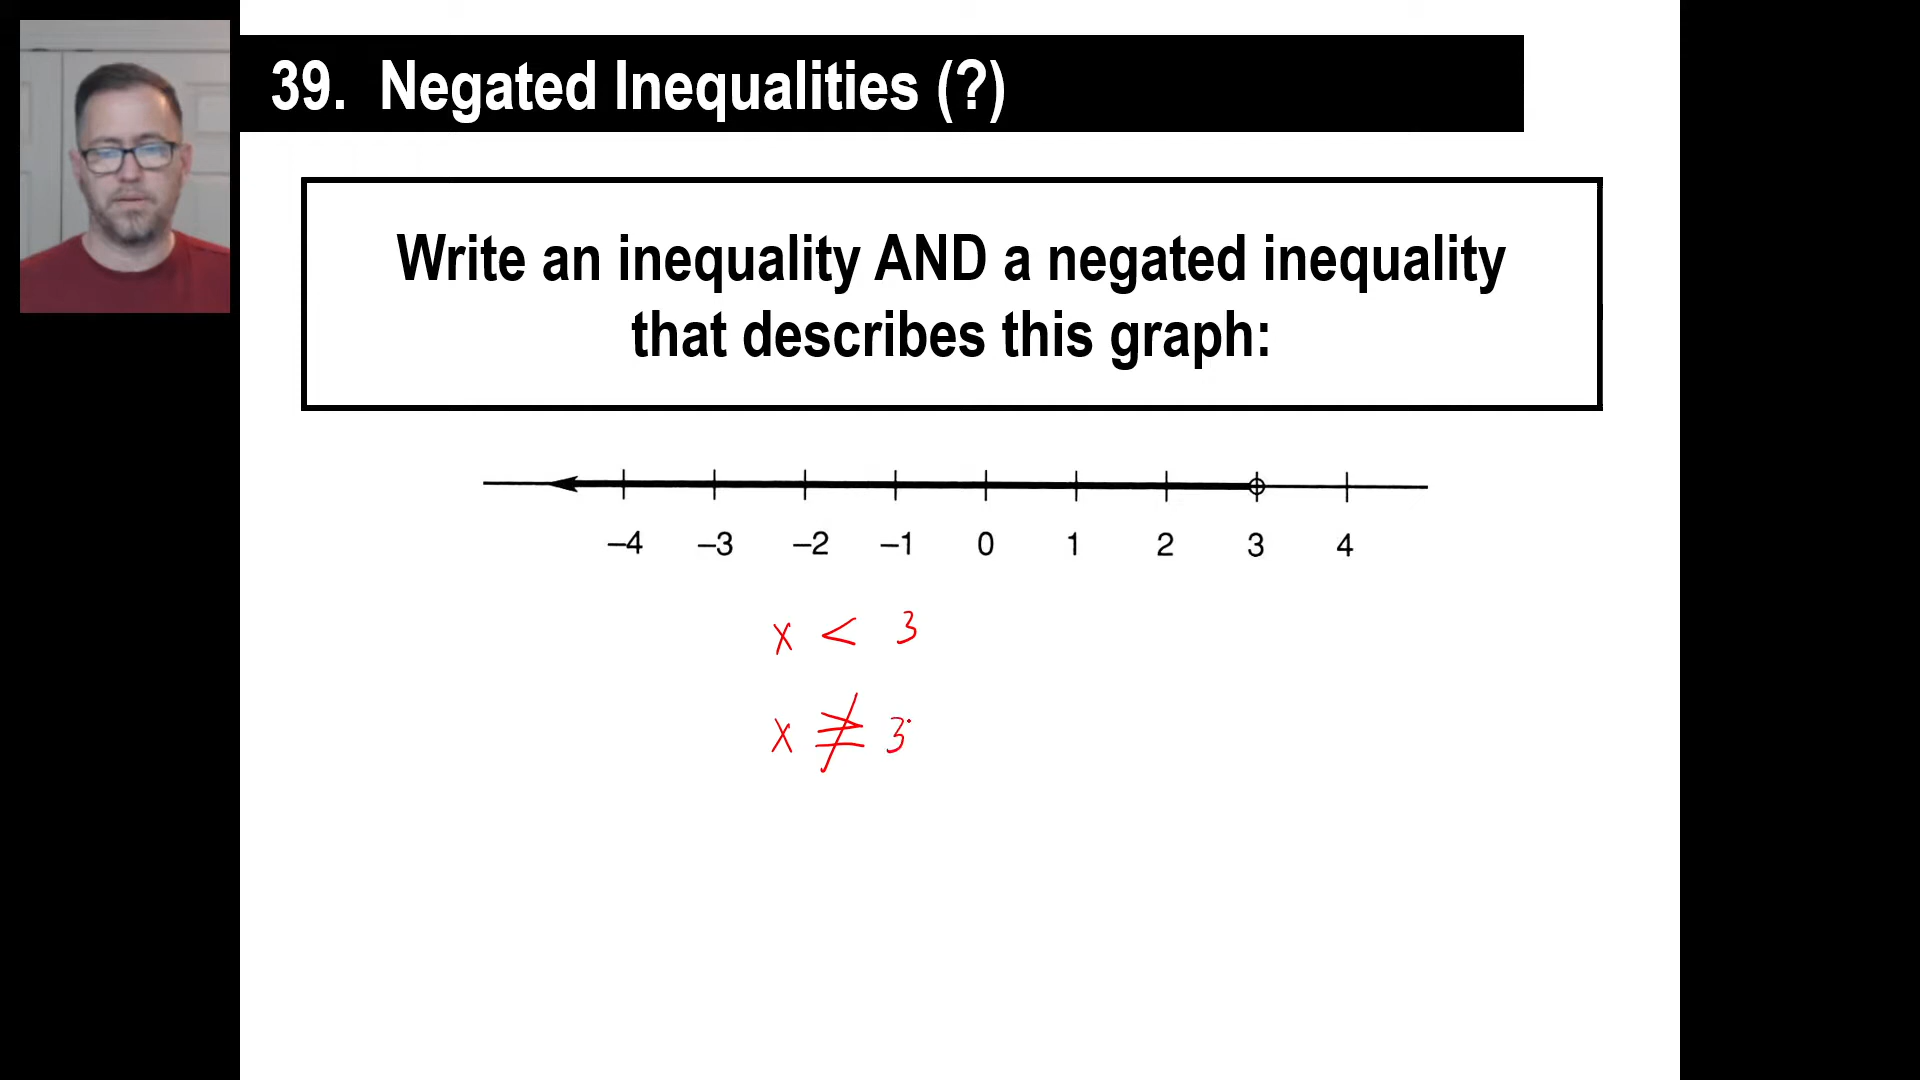 39. Negated Inequalities (?)
Write an inequality AND a negated inequality
that describes this graph:
–4 –3 –2 –1 0 1 2 3 4
x < 3
x ≱ 3